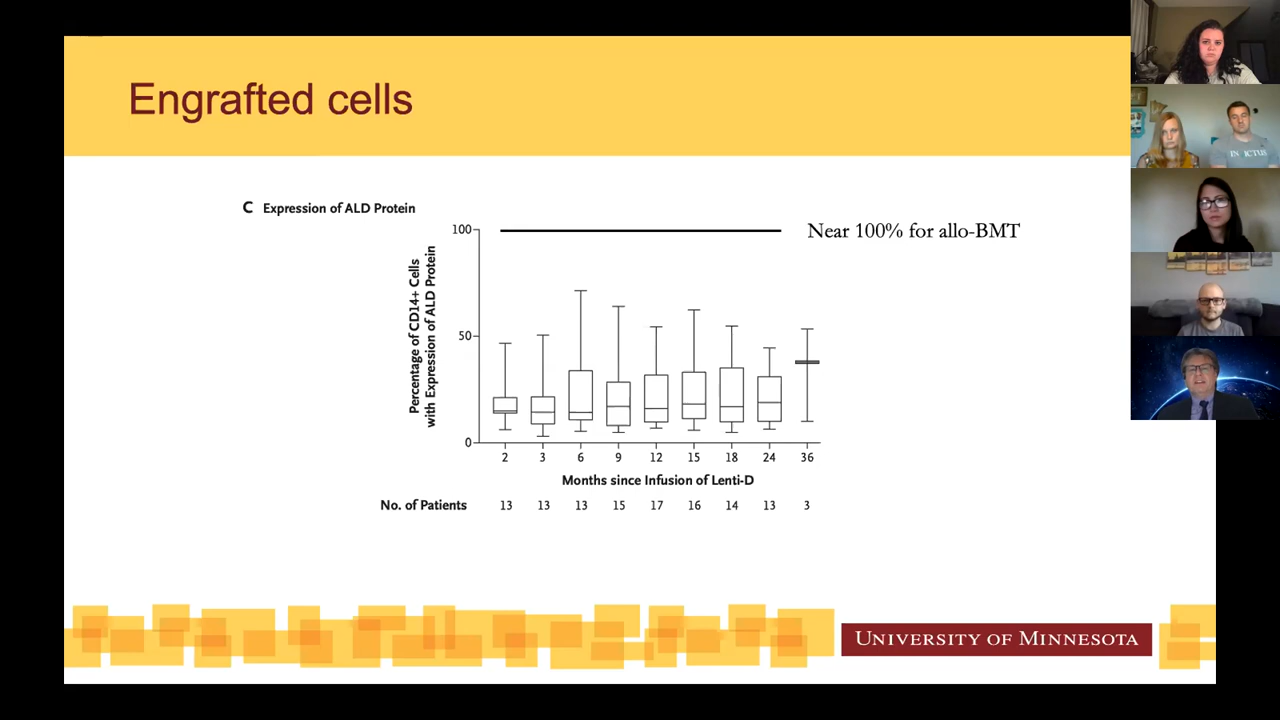 Engrafted cells
C Expression of ALD Protein
Near 100% for allo-BMT
Percentage of CD14+ Cells
with Expression of ALD Protein
100
50
0
2 3 6 9 12 15 18 24 36
Months since Infusion of Lenti-D
No. of Patients 13 13 13 15 17 16 14 13 3
UNIVERSITY OF MINNESOTA